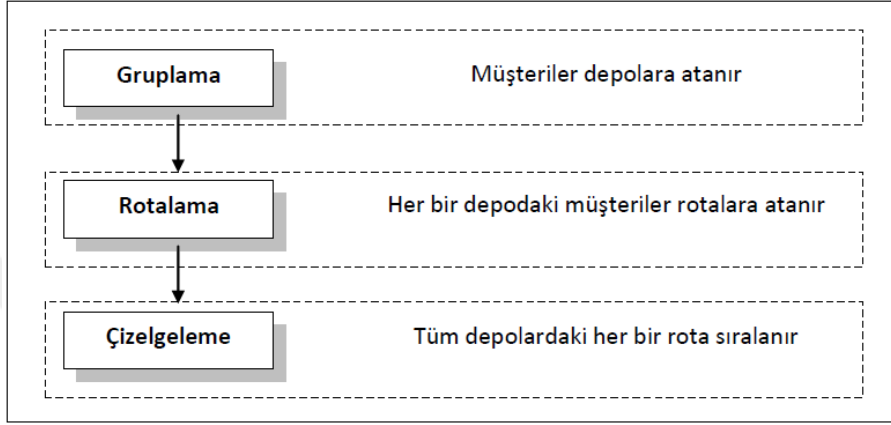 Gruplama Müşteriler depolara atanır
Rotalama Her bir depodaki müşteriler rotalara atanır
Çizelgeleme Tüm depolardaki her bir rota sıralanır